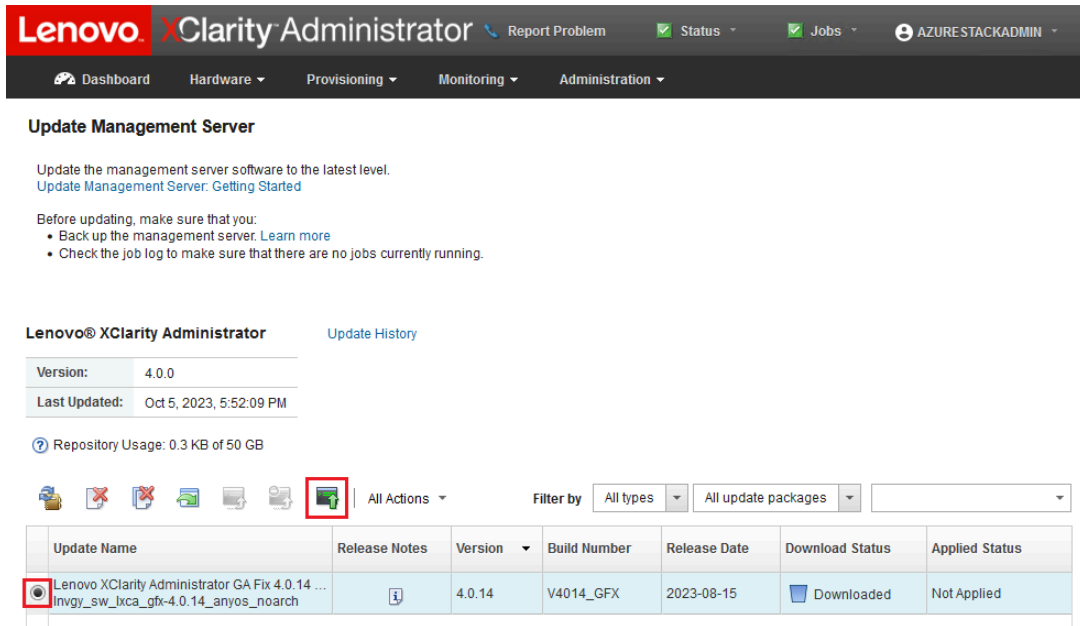 Lenovo. XClarity Administrator Report Problem Status Jobs AZURESTACKADMIN
Dashboard Hardware Provisioning Monitoring Administration
Update Management Server
Update the management server software to the latest level.
Update Management Server: Getting Started
Before updating, make sure that you:
• Back up the management server. Learn more
• Check the job log to make sure that there are no jobs currently running.
Lenovo® XClarity Administrator Update History
Version: 4.0.0
Last Updated: Oct 5, 2023, 5:52:09 PM
Repository Usage: 0.3 KB of 50 GB
All Actions Filter by All types All update packages
Update Name Release Notes Version Build Number Release Date Download Status Applied Status
Lenovo XClarity Administrator GA Fix 4.0.14 ...
lnvgy_sw_lxca_gfx-4.0.14_anyos_noarch 4.0.14 V4014_GFX 2023-08-15 Downloaded Not Applied